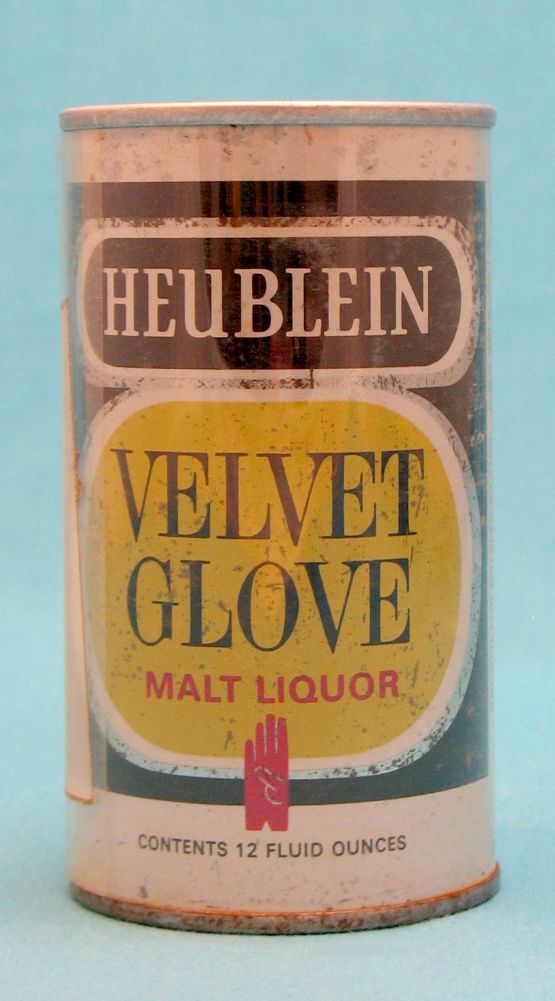 HEUBLEIN
VELVET
GLOVE
MALT LIQUOR
CONTENTS 12 FLUID OUNCES